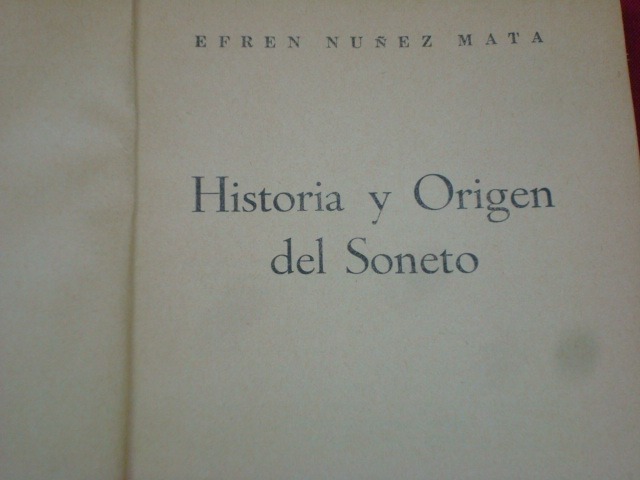 EFREN NUÑEZ MATA
Historia y Origen
del Soneto